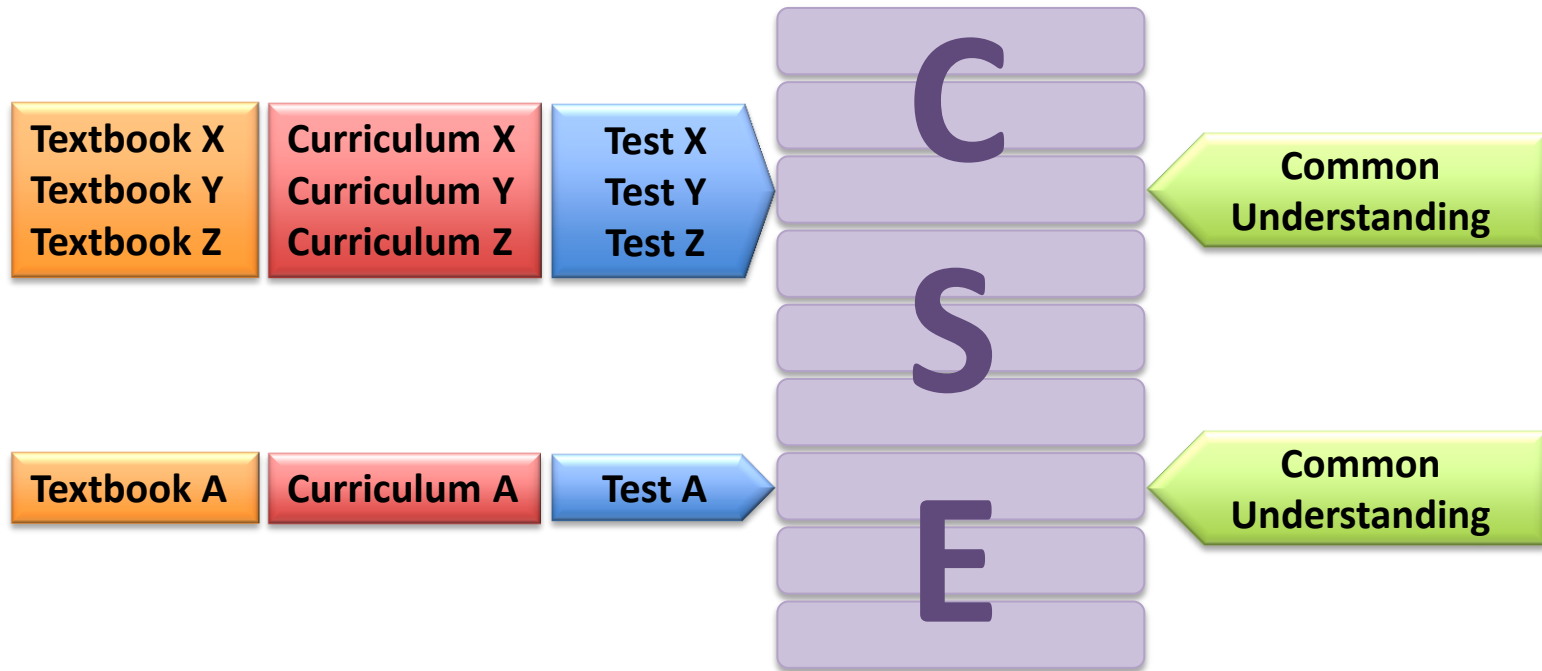 Textbook X
Textbook Y
Textbook Z
Curriculum X
Curriculum Y
Curriculum Z
Test X
Test Y
Test Z
C
S
E
Common
Understanding
Textbook A
Curriculum A
Test A
Common
Understanding